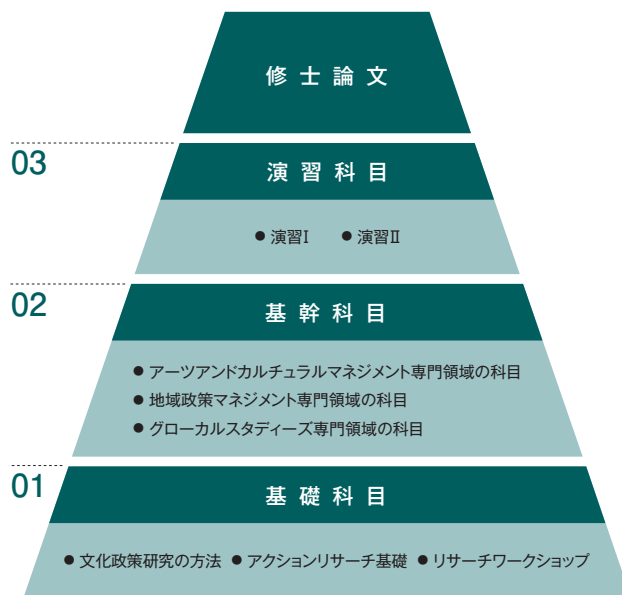 修士論文
03
演習科目
● 演習Ⅰ ● 演習Ⅱ
02
基幹科目
● アーツアンドカルチュラルマネジメント専門領域の科目
● 地域政策マネジメント専門領域の科目
● グローカルスタディーズ専門領域の科目
01
基礎科目
● 文化政策研究の方法 ● アクションリサーチ基礎 ● リサーチワークショップ